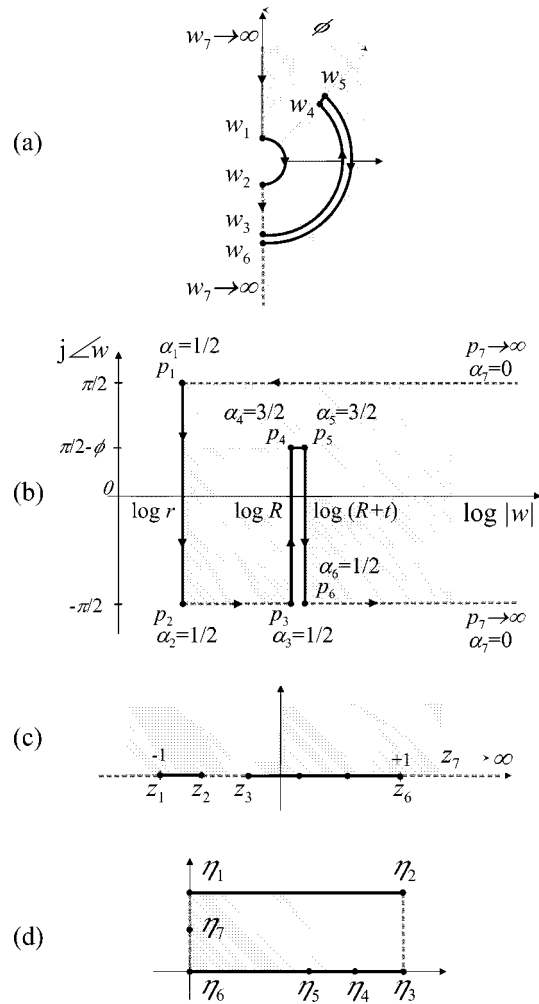 (a)
w₇→∞
ϕ
w₅
w₄
w₁
w₂
w₃
w₆
w₇→∞
(b)
j∠w
α₁=1/2
p₁
p₇→∞
α₇=0
π/2
α₄=3/2
α₅=3/2
p₄
p₅
π/2-ϕ
0
log r
log R
log (R+t)
log |w|
α₆=1/2
p₆
-π/2
p₂
α₂=1/2
p₃
α₃=1/2
p₇→∞
α₇=0
(c)
-1
+1
z₇ →∞
z₁
z₂
z₃
z₆
(d)
η₁
η₂
η₇
η₆
η₅
η₄
η₃